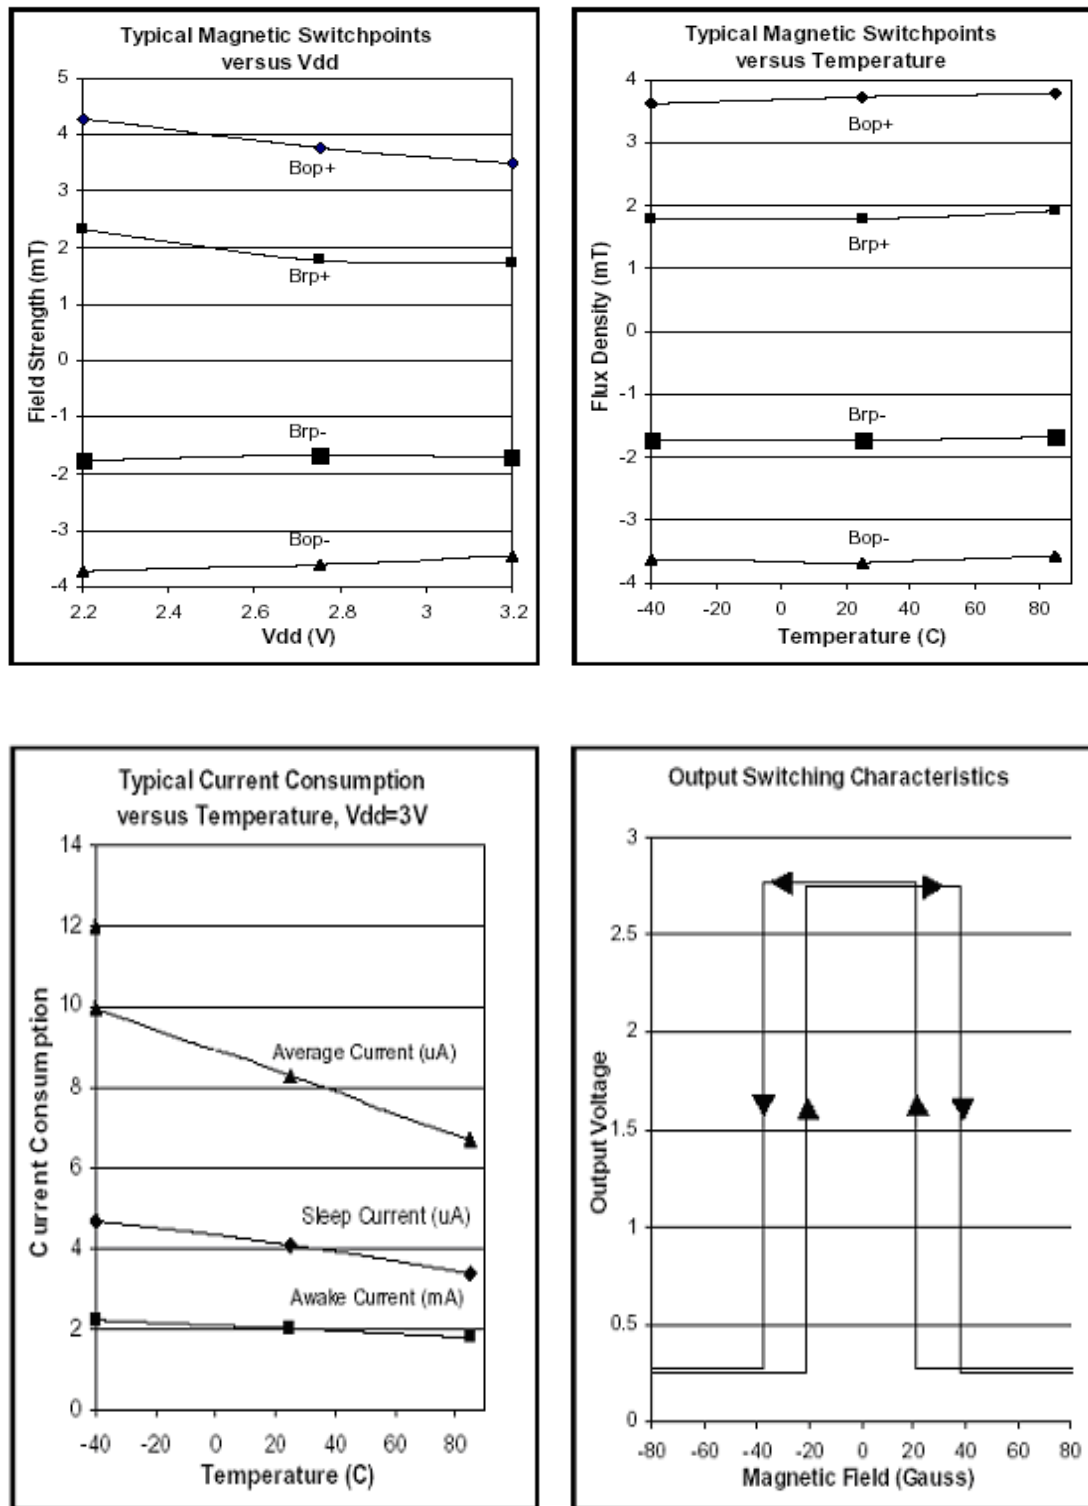 Typical Magnetic Switchpoints
versus Vdd
5
4
3
2
1
0
-1
-2
-3
-4
Field Strength (mT)
Bop+
Brp+
Brp-
Bop-
2.2 2.4 2.6 2.8 3 3.2
Vdd (V)
Typical Magnetic Switchpoints
versus Temperature
4
3
2
1
0
-1
-2
-3
-4
Flux Density (mT)
Bop+
Brp+
Brp-
Bop-
-40 -20 0 20 40 60 80
Temperature (C)
Typical Current Consumption
versus Temperature, Vdd=3V
14
12
10
8
6
4
2
0
Current Consumption
Average Current (uA)
Sleep Current (uA)
Awake Current (mA)
-40 -20 0 20 40 60 80
Temperature (C)
Output Switching Characteristics
3
2.5
2
1.5
1
0.5
0
Output Voltage
-80 -60 -40 -20 0 20 40 60 80
Magnetic Field (Gauss)